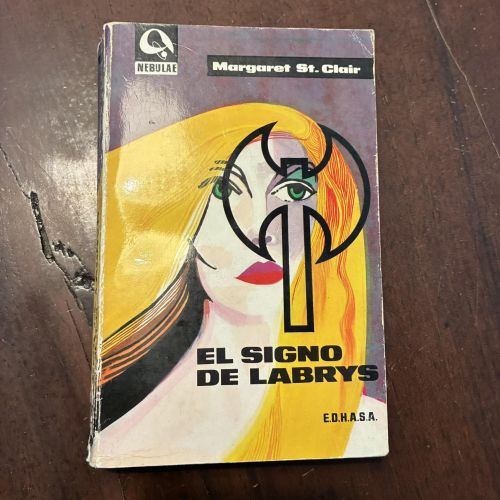 NEBULAE
Margaret St. Clair
EL SIGNO
DE LABRYS
E.D.H.A.S.A.